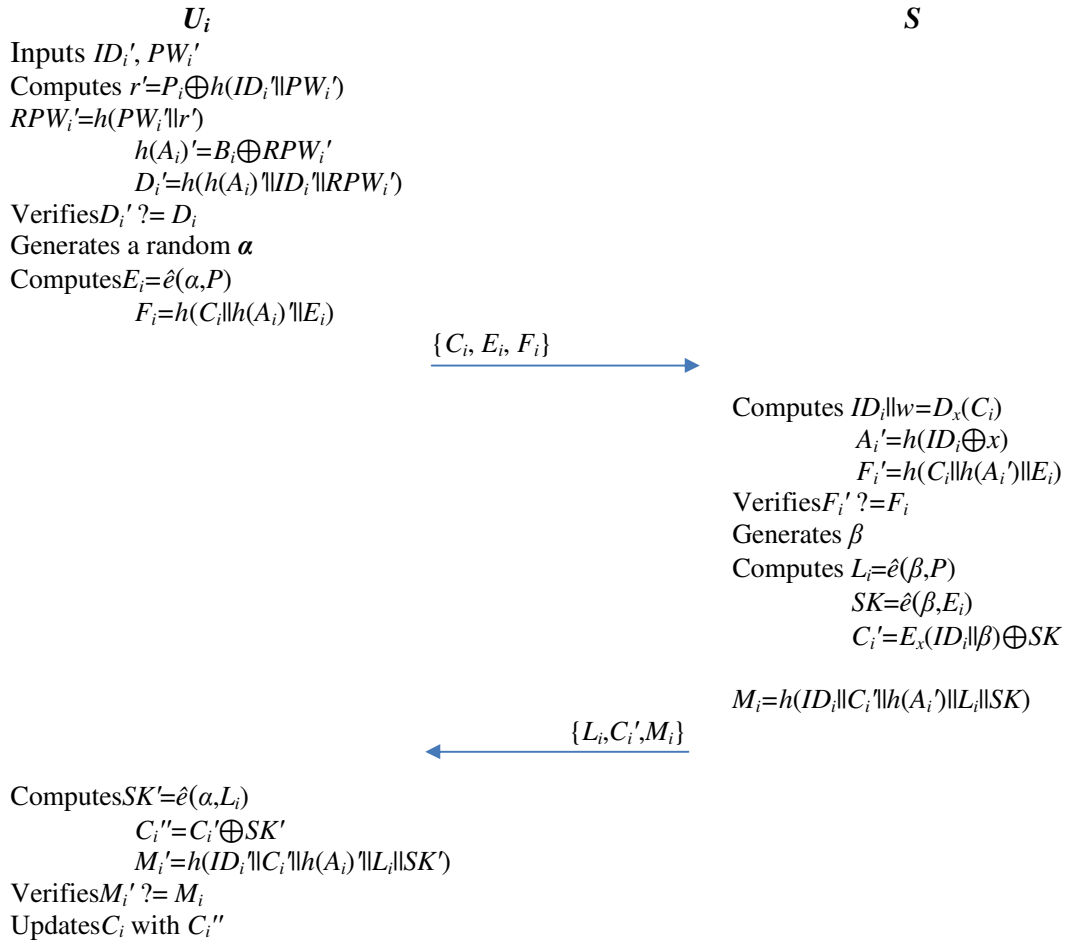 Uᵢ S
Inputs IDᵢ′, PWᵢ′
Computes r′=Pᵢ⨁h(IDᵢ′||PWᵢ′)
RPWᵢ′=h(PWᵢ′||r′)
h(Aᵢ)′=Bᵢ⨁RPWᵢ′
Dᵢ′=h(h(Aᵢ)′||IDᵢ′||RPWᵢ′)
VerifiesDᵢ′ ?= Dᵢ
Generates a random α
ComputesEᵢ=ê(α,P)
Fᵢ=h(Cᵢ||h(Aᵢ)′||Eᵢ)
{Cᵢ, Eᵢ, Fᵢ}
Computes IDᵢ||w=Dₓ(Cᵢ)
Aᵢ′=h(IDᵢ⨁x)
Fᵢ′=h(Cᵢ||h(Aᵢ′)||Eᵢ)
VerifiesFᵢ′ ?=Fᵢ
Generates β
Computes Lᵢ=ê(β,P)
SK=ê(β,Eᵢ)
Cᵢ′=Eₓ(IDᵢ||β)⨁SK
Mᵢ=h(IDᵢ||Cᵢ′||h(Aᵢ′)||Lᵢ||SK)
{Lᵢ,Cᵢ′,Mᵢ}
ComputesSK′=ê(α,Lᵢ)
Cᵢ′′=Cᵢ′⨁SK′
Mᵢ′=h(IDᵢ′||Cᵢ′||h(Aᵢ)′||Lᵢ||SK′)
VerifiesMᵢ′ ?= Mᵢ
UpdatesCᵢ with Cᵢ′′